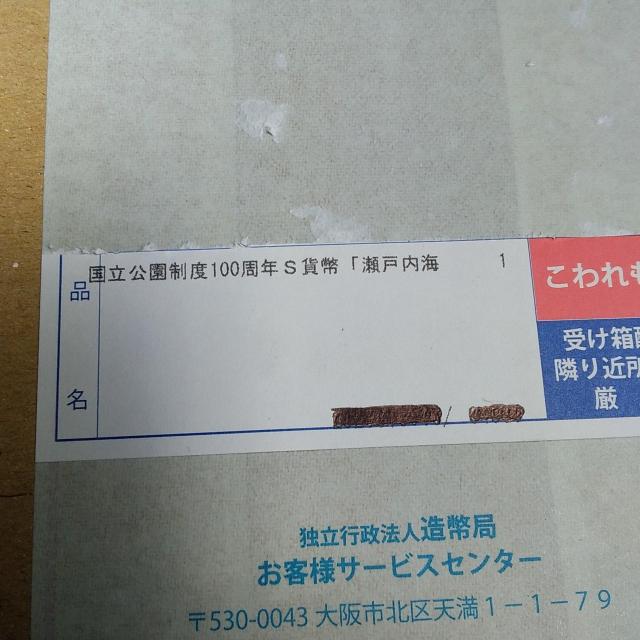 品名
国立公園制度100周年Ｓ貨幣「瀬戸内海 1
こわれも
受け箱
隣り近所
厳
独立行政法人造幣局
お客様サービスセンター
〒530-0043 大阪市北区天満１－１－７９